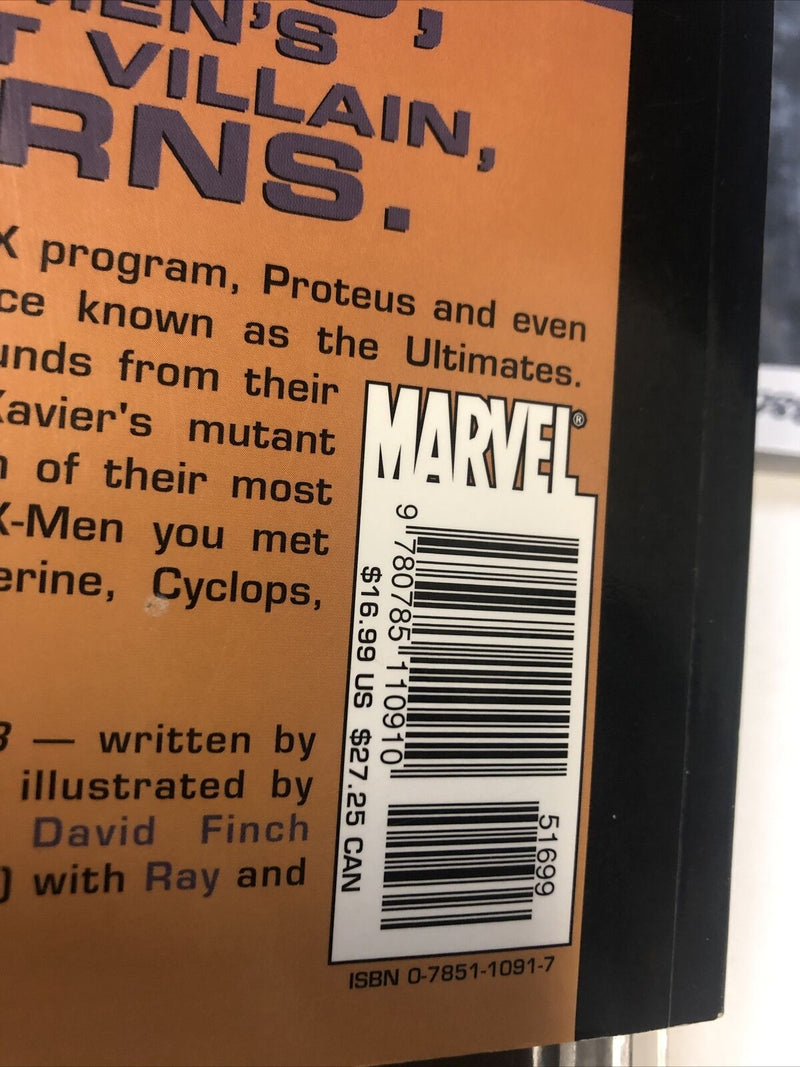 MEN'S
VILLAIN,
RNS.
X program, Proteus and even
ce known as the Ultimates.
unds from their
Xavier's mutant
of their most
X-Men you met
erine, Cyclops,
— written by
illustrated by
David Finch
) with Ray and
MARVEL®
9 780785 110910
$16.99 US $27.25 CAN
51699
ISBN 0-7851-1091-7